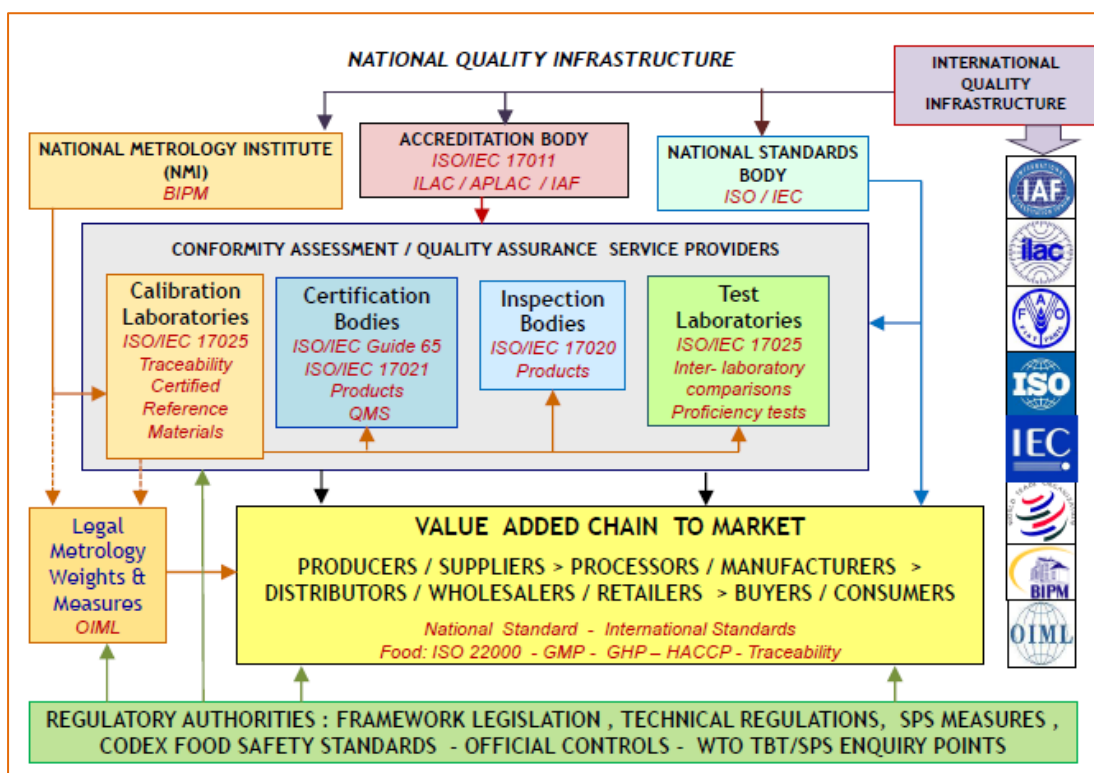 NATIONAL QUALITY INFRASTRUCTURE
INTERNATIONAL
QUALITY
INFRASTRUCTURE
NATIONAL METROLOGY INSTITUTE
(NMI)
BIPM
ACCREDITATION BODY
ISO/IEC 17011
ILAC / APLAC / IAF
NATIONAL STANDARDS
BODY
ISO / IEC
CONFORMITY ASSESSMENT / QUALITY ASSURANCE SERVICE PROVIDERS
Calibration
Laboratories
ISO/IEC 17025
Traceability
Certified
Reference
Materials
Certification
Bodies
ISO/IEC Guide 65
ISO/IEC 17021
Products
QMS
Inspection
Bodies
ISO/IEC 17020
Products
Test
Laboratories
ISO/IEC 17025
Inter- laboratory
comparisons
Proficiency tests
Legal
Metrology
Weights &
Measures
OIML
VALUE ADDED CHAIN TO MARKET
PRODUCERS / SUPPLIERS > PROCESSORS / MANUFACTURERS >
DISTRIBUTORS / WHOLESALERS / RETAILERS > BUYERS / CONSUMERS
National Standard - International Standards
Food: ISO 22000 - GMP - GHP – HACCP - Traceability
REGULATORY AUTHORITIES : FRAMEWORK LEGISLATION , TECHNICAL REGULATIONS, SPS MEASURES ,
CODEX FOOD SAFETY STANDARDS - OFFICIAL CONTROLS - WTO TBT/SPS ENQUIRY POINTS
IAF
ilac
F A O
FIAT PANIS
ISO
IEC
WORLD TRADE ORGANIZATION
BIPM
OIML